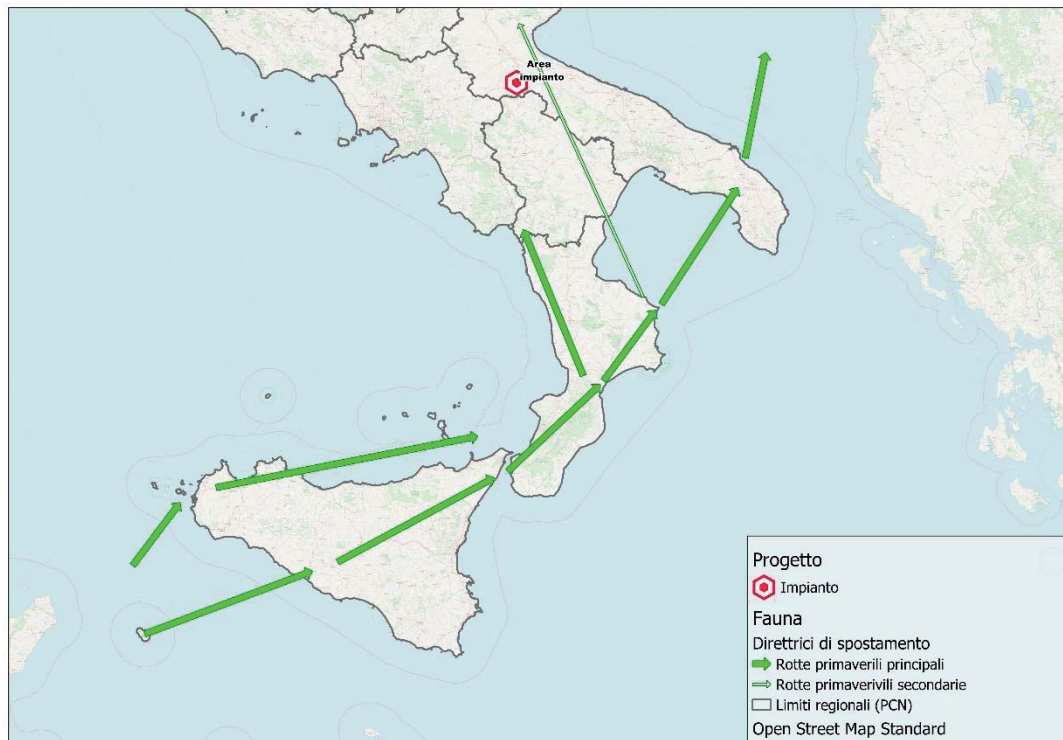 Area
impianto
Progetto
Impianto
Fauna
Direttrici di spostamento
Rotte primaverili principali
Rotte primaverivili secondarie
Limiti regionali (PCN)
Open Street Map Standard